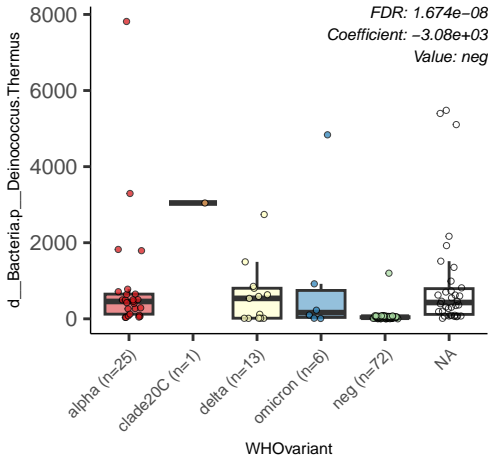 FDR: 1.674e−08
Coefficient: −3.08e+03
Value: neg
d__Bacteria.p__Deinococcus.Thermus
8000
6000
4000
2000
0
alpha (n=25)
clade20C (n=1)
delta (n=13)
omicron (n=6)
neg (n=72)
NA
WHOvariant